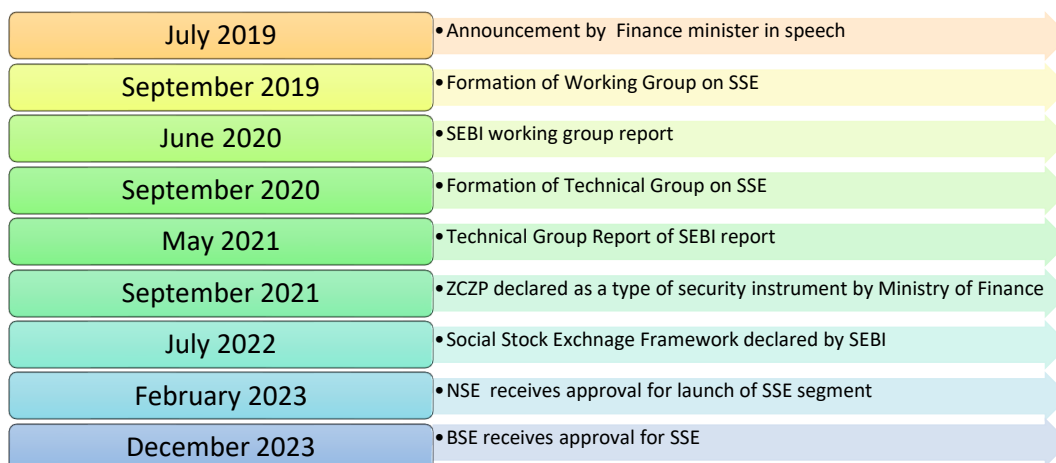 July 2019
•Announcement by Finance minister in speech
September 2019
•Formation of Working Group on SSE
June 2020
•SEBI working group report
September 2020
•Formation of Technical Group on SSE
May 2021
•Technical Group Report of SEBI report
September 2021
•ZCZP declared as a type of security instrument by Ministry of Finance
July 2022
•Social Stock Exchnage Framework declared by SEBI
February 2023
•NSE receives approval for launch of SSE segment
December 2023
•BSE receives approval for SSE